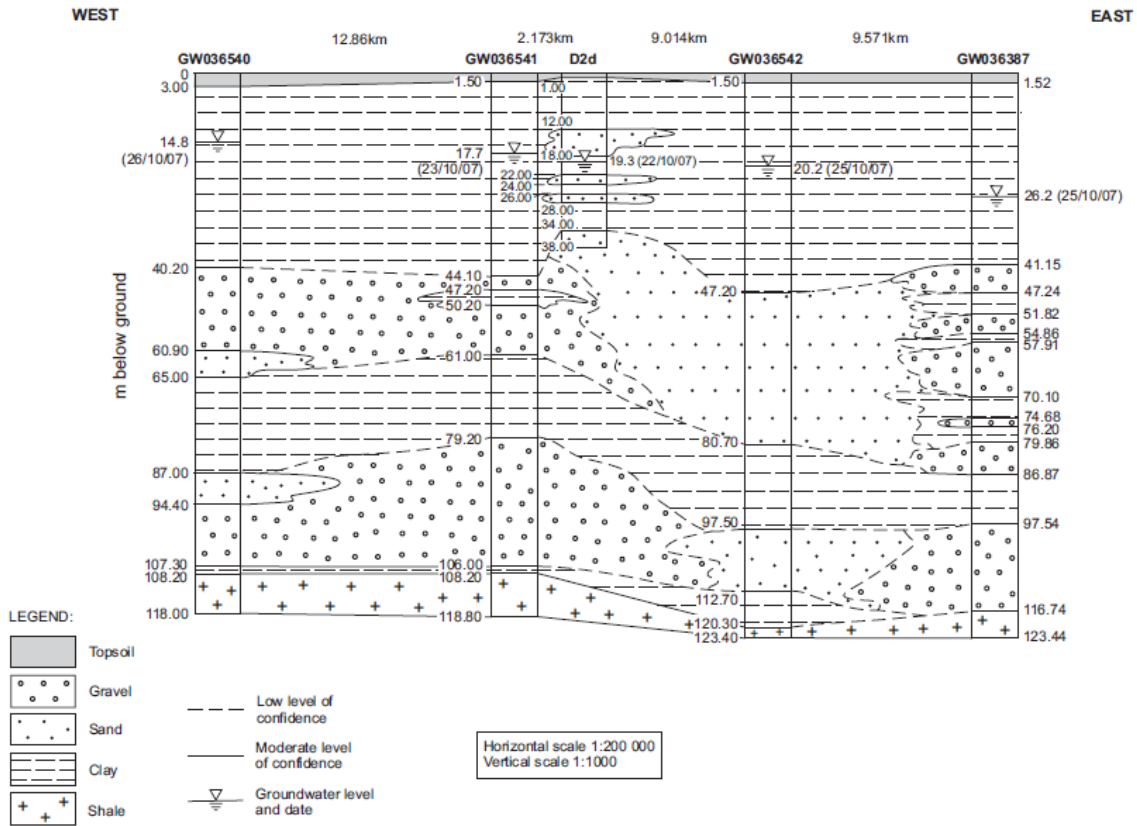 WEST
EAST
12.86km
2.173km
9.014km
9.571km
GW036540
GW036541
D2d
GW036542
GW036387
0
3.00
1.50
1.00
1.50
1.52
12.00
14.8
(26/10/07)
17.7
(23/10/07)
18.00
19.3 (22/10/07)
20.2 (25/10/07)
22.00
24.00
26.00
26.2 (25/10/07)
28.00
34.00
38.00
m below ground
40.20
44.10
47.20
50.20
47.20
41.15
47.24
51.82
54.86
57.91
60.90
61.00
65.00
70.10
74.68
76.20
79.20
80.70
79.86
87.00
86.87
94.40
97.50
97.54
107.30
106.00
108.20
108.20
112.70
116.74
118.00
118.80
120.30
123.40
123.44
LEGEND:
Topsoil
Gravel
Sand
Clay
Shale
Low level of
confidence
Moderate level
of confidence
Groundwater level
and date
Horizontal scale 1:200 000
Vertical scale 1:1000